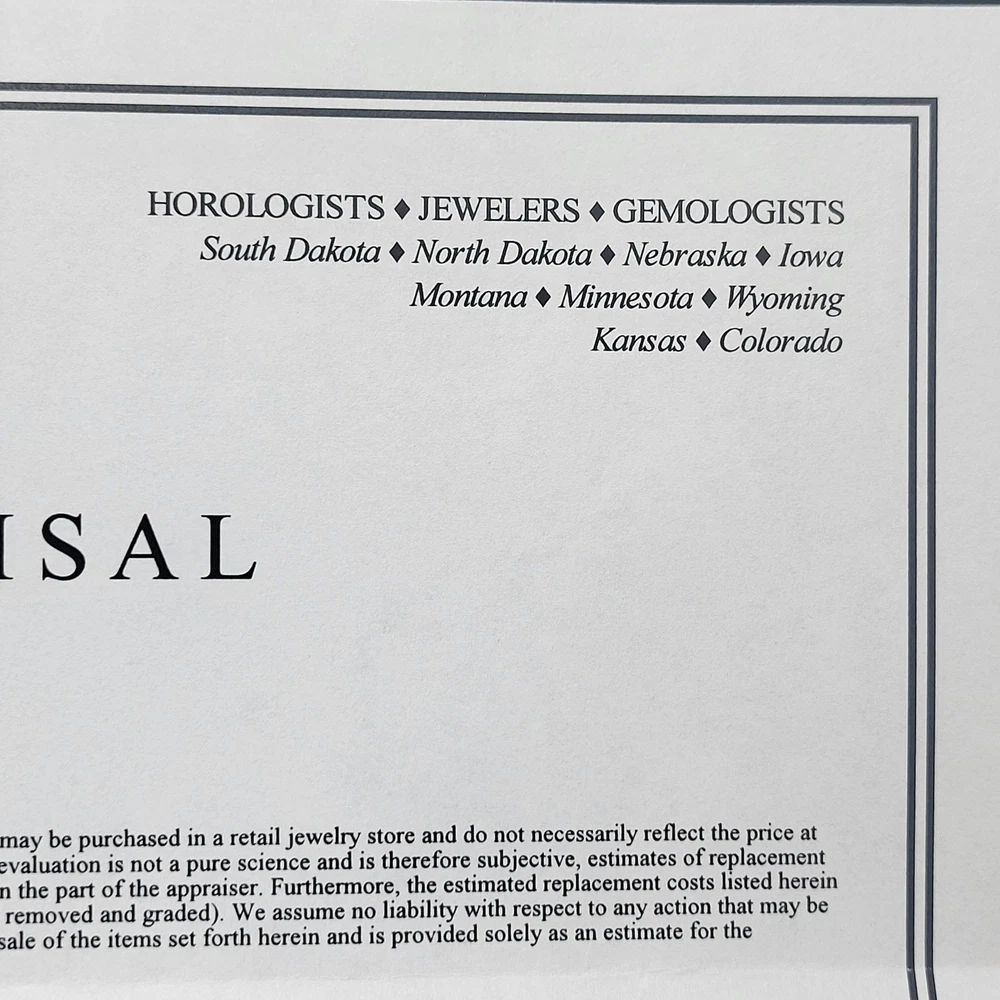 HOROLOGISTS ♦ JEWELERS ♦ GEMOLOGISTS
South Dakota ♦ North Dakota ♦ Nebraska ♦ Iowa
Montana ♦ Minnesota ♦ Wyoming
Kansas ♦ Colorado
ISAL
may be purchased in a retail jewelry store and do not necessarily reflect the price at
evaluation is not a pure science and is therefore subjective, estimates of replacement
n the part of the appraiser. Furthermore, the estimated replacement costs listed herein
removed and graded). We assume no liability with respect to any action that may be
sale of the items set forth herein and is provided solely as an estimate for the